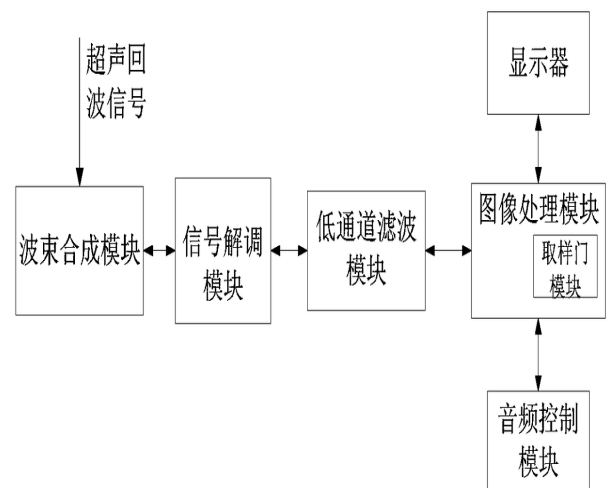 超声回
波信号
波束合成模块
信号解调
模块
低通道滤波
模块
显示器
图像处理模块
取样门
模块
音频控制
模块